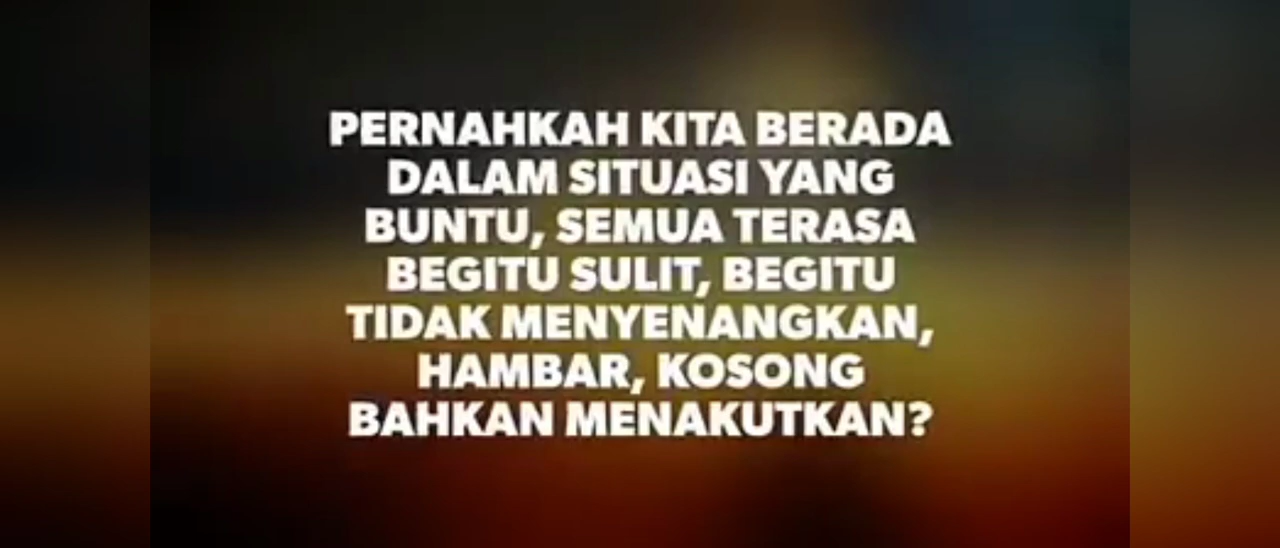 PERNAHKAH KITA BERADA
DALAM SITUASI YANG
BUNTU, SEMUA TERASA
BEGITU SULIT, BEGITU
TIDAK MENYENANGKAN,
HAMBAR, KOSONG
BAHKAN MENAKUTKAN?